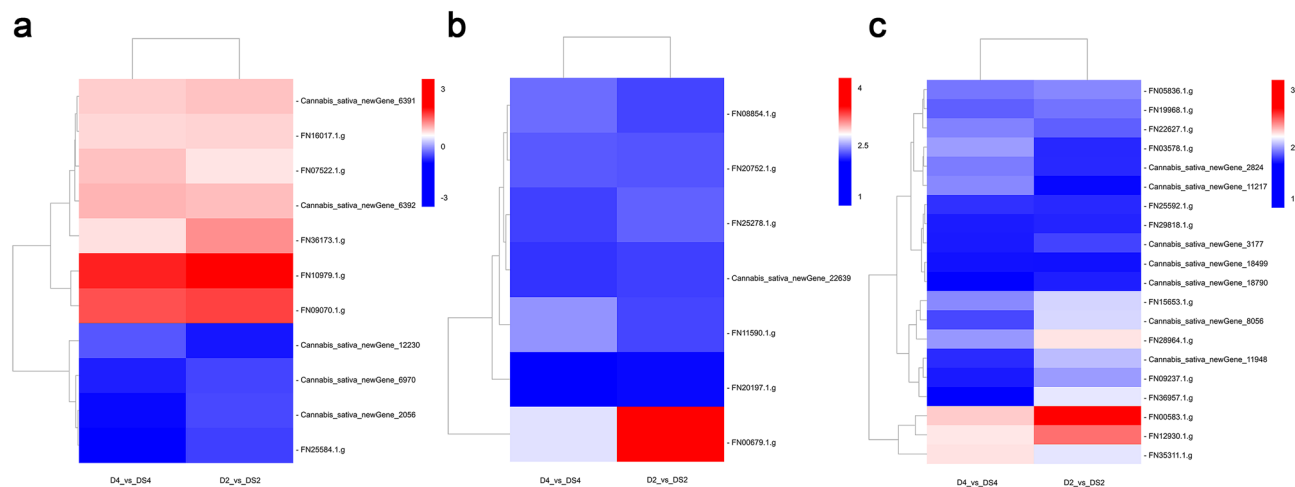 a
- Cannabis_sativa_newGene_6391
- FN16017.1.g
- FN07522.1.g
- Cannabis_sativa_newGene_6392
- FN36173.1.g
- FN10979.1.g
- FN09070.1.g
- Cannabis_sativa_newGene_12230
- Cannabis_sativa_newGene_6970
- Cannabis_sativa_newGene_2056
- FN25584.1.g
D4_vs_DS4 D2_vs_DS2
3
0
-3
b
- FN08854.1.g
- FN20752.1.g
- FN25278.1.g
- Cannabis_sativa_newGene_22639
- FN11590.1.g
- FN20197.1.g
- FN00679.1.g
D4_vs_DS4 D2_vs_DS2
4
2.5
1
c
- FN05836.1.g
- FN19968.1.g
- FN22627.1.g
- FN03578.1.g
- Cannabis_sativa_newGene_2824
- Cannabis_sativa_newGene_11217
- FN25592.1.g
- FN29818.1.g
- Cannabis_sativa_newGene_3177
- Cannabis_sativa_newGene_18499
- Cannabis_sativa_newGene_18790
- FN15653.1.g
- Cannabis_sativa_newGene_8056
- FN28964.1.g
- Cannabis_sativa_newGene_11948
- FN09237.1.g
- FN36957.1.g
- FN00583.1.g
- FN12930.1.g
- FN35311.1.g
D4_vs_DS4 D2_vs_DS2
3
2
1